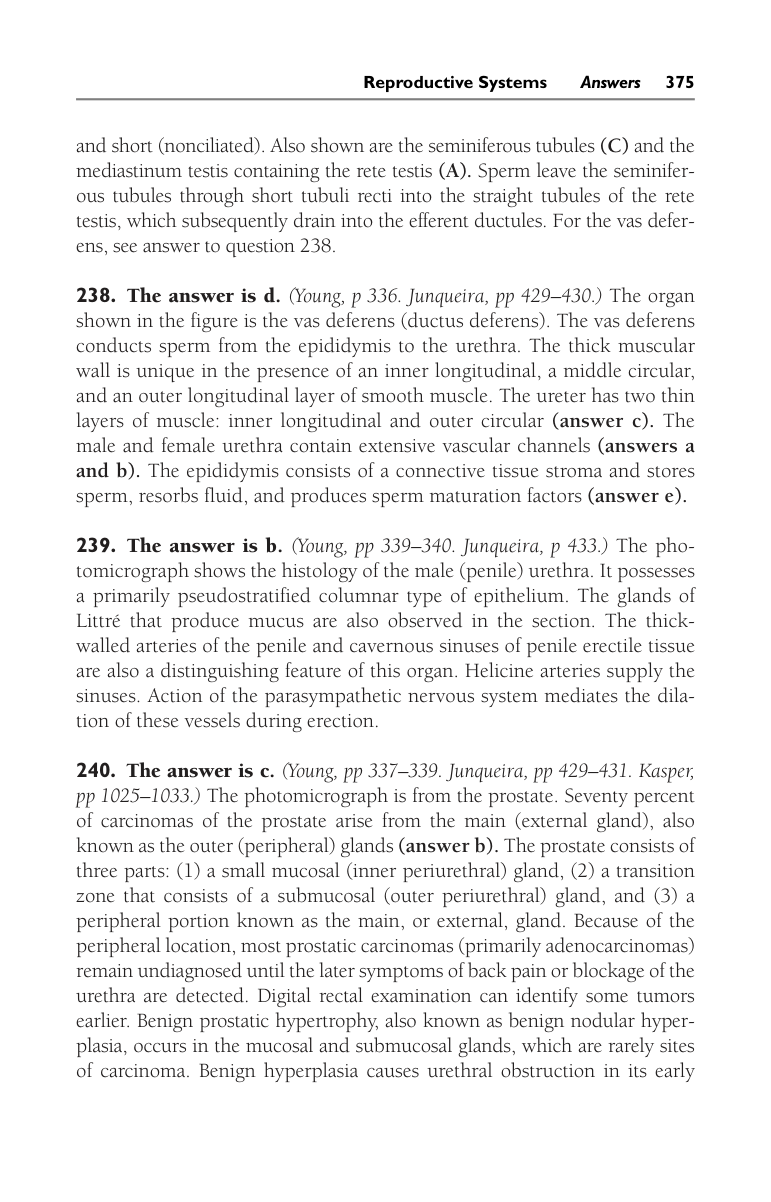 Reproductive Systems Answers 375
and short (nonciliated). Also shown are the seminiferous tubules (C) and the
mediastinum testis containing the rete testis (A). Sperm leave the seminifer-
ous tubules through short tubuli recti into the straight tubules of the rete
testis, which subsequently drain into the efferent ductules. For the vas defer-
ens, see answer to question 238.
238. The answer is d. (Young, p 336. Junqueira, pp 429–430.) The organ
shown in the figure is the vas deferens (ductus deferens). The vas deferens
conducts sperm from the epididymis to the urethra. The thick muscular
wall is unique in the presence of an inner longitudinal, a middle circular,
and an outer longitudinal layer of smooth muscle. The ureter has two thin
layers of muscle: inner longitudinal and outer circular (answer c). The
male and female urethra contain extensive vascular channels (answers a
and b). The epididymis consists of a connective tissue stroma and stores
sperm, resorbs fluid, and produces sperm maturation factors (answer e).
239. The answer is b. (Young, pp 339–340. Junqueira, p 433.) The pho-
tomicrograph shows the histology of the male (penile) urethra. It possesses
a primarily pseudostratified columnar type of epithelium. The glands of
Littré that produce mucus are also observed in the section. The thick-
walled arteries of the penile and cavernous sinuses of penile erectile tissue
are also a distinguishing feature of this organ. Helicine arteries supply the
sinuses. Action of the parasympathetic nervous system mediates the dila-
tion of these vessels during erection.
240. The answer is c. (Young, pp 337–339. Junqueira, pp 429–431. Kasper,
pp 1025–1033.) The photomicrograph is from the prostate. Seventy percent
of carcinomas of the prostate arise from the main (external gland), also
known as the outer (peripheral) glands (answer b). The prostate consists of
three parts: (1) a small mucosal (inner periurethral) gland, (2) a transition
zone that consists of a submucosal (outer periurethral) gland, and (3) a
peripheral portion known as the main, or external, gland. Because of the
peripheral location, most prostatic carcinomas (primarily adenocarcinomas)
remain undiagnosed until the later symptoms of back pain or blockage of the
urethra are detected. Digital rectal examination can identify some tumors
earlier. Benign prostatic hypertrophy, also known as benign nodular hyper-
plasia, occurs in the mucosal and submucosal glands, which are rarely sites
of carcinoma. Benign hyperplasia causes urethral obstruction in its early